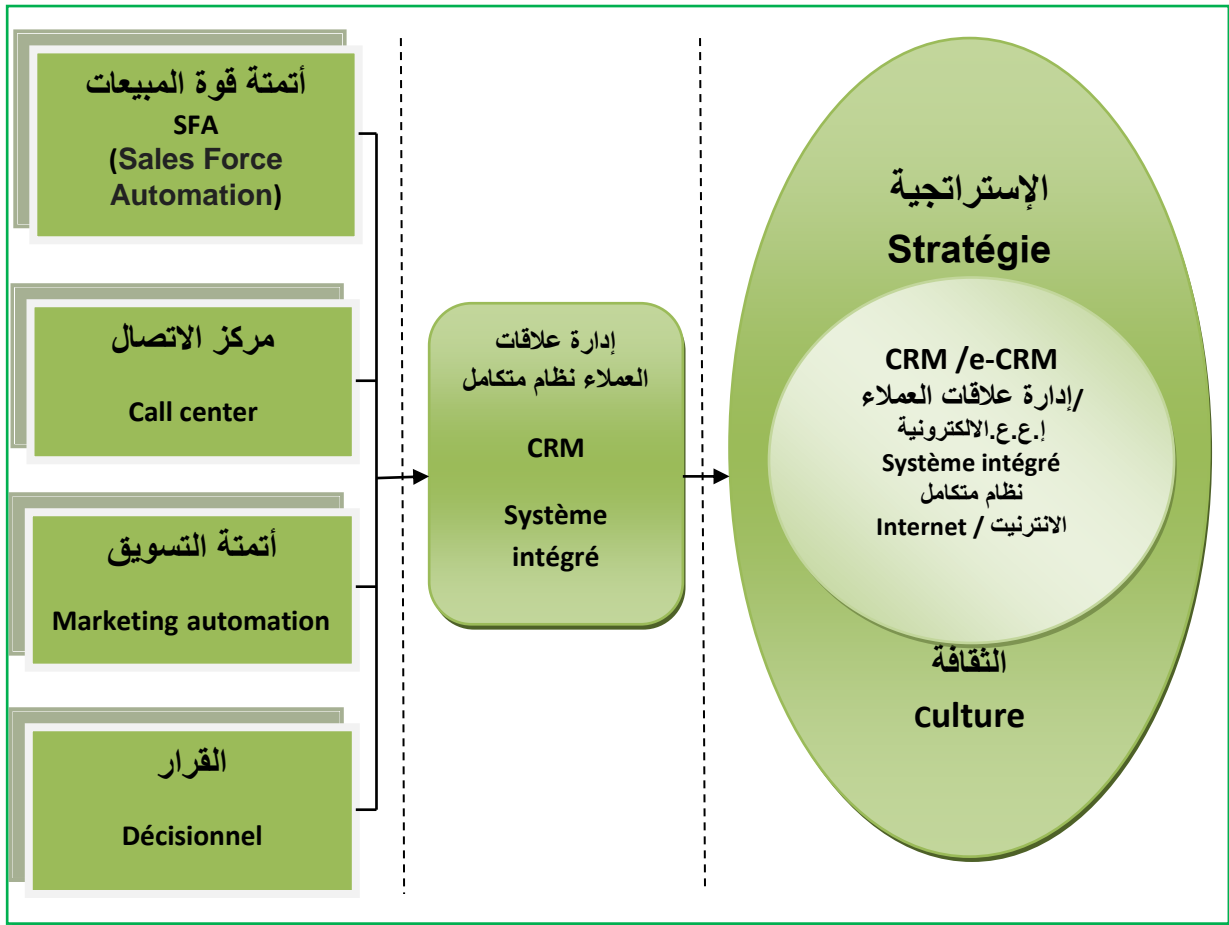 أتمتة قوة المبيعات
SFA
(Sales Force
Automation)
مركز الاتصال
Call center
أتمتة التسويق
Marketing automation
القرار
Décisionnel
إدارة علاقات
العملاء نظام متكامل
CRM
Système
intégré
الإستراتجية
Stratégie
CRM /e-CRM
إدارة علاقات العملاء/
إ.ع.ع.الالكترونية
Système intégré
نظام متكامل
الانترنيت / Internet
الثقافة
Culture